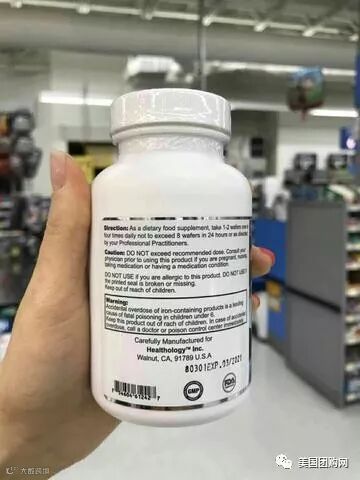 Direction: As a dietary food supplement, take 1-2 wafers one to
four times daily not to exceed 8 wafers in 24 hours or as directed
by your Professional Practitioners.
Caution: DO NOT exceed recommended dose. Consult your
physician prior to using this product if you are pregnant, nursing,
taking medication or having a medication condition.
DO NOT USE if you are allergic to this product. DO NOT USE if
the printed seal is broken or missing.
Keep out of reach of children.
Warning:
Accidental overdose of iron-containing products is a leading
cause of fatal poisoning in children under 6.
Keep this product out of rach of children. In case of accidental
overdose, call a doctor or poison control center immediately.
Carefully Manufactured for
Healthology™ Inc.
Walnut, CA, 91789 U.S.A
80301EXP.03/2021
GMP
FDA
美国团购网